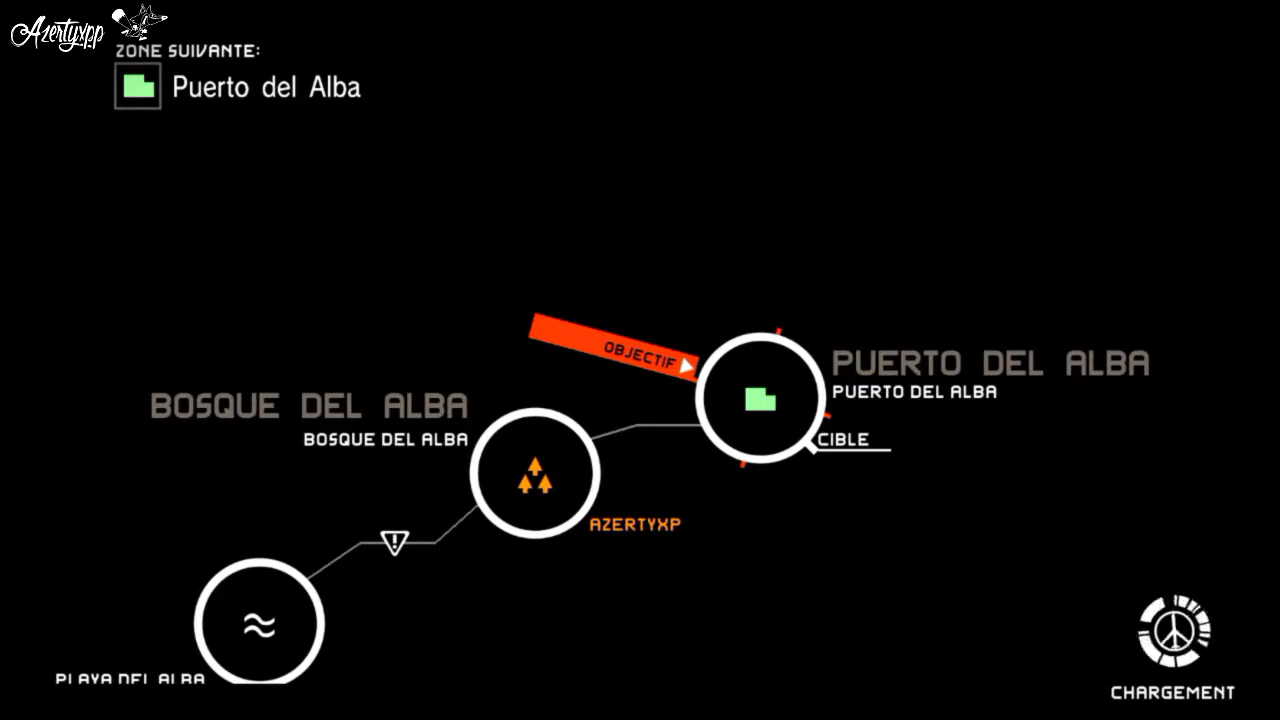 Azertyxpp
ZONE SUIVANTE:
Puerto del Alba
OBJECTIF
PUERTO DEL ALBA
PUERTO DEL ALBA
BOSQUE DEL ALBA
BOSQUE DEL ALBA
CIBLE
AZERTYXP
PLAYA DEL ALBA
CHARGEMENT